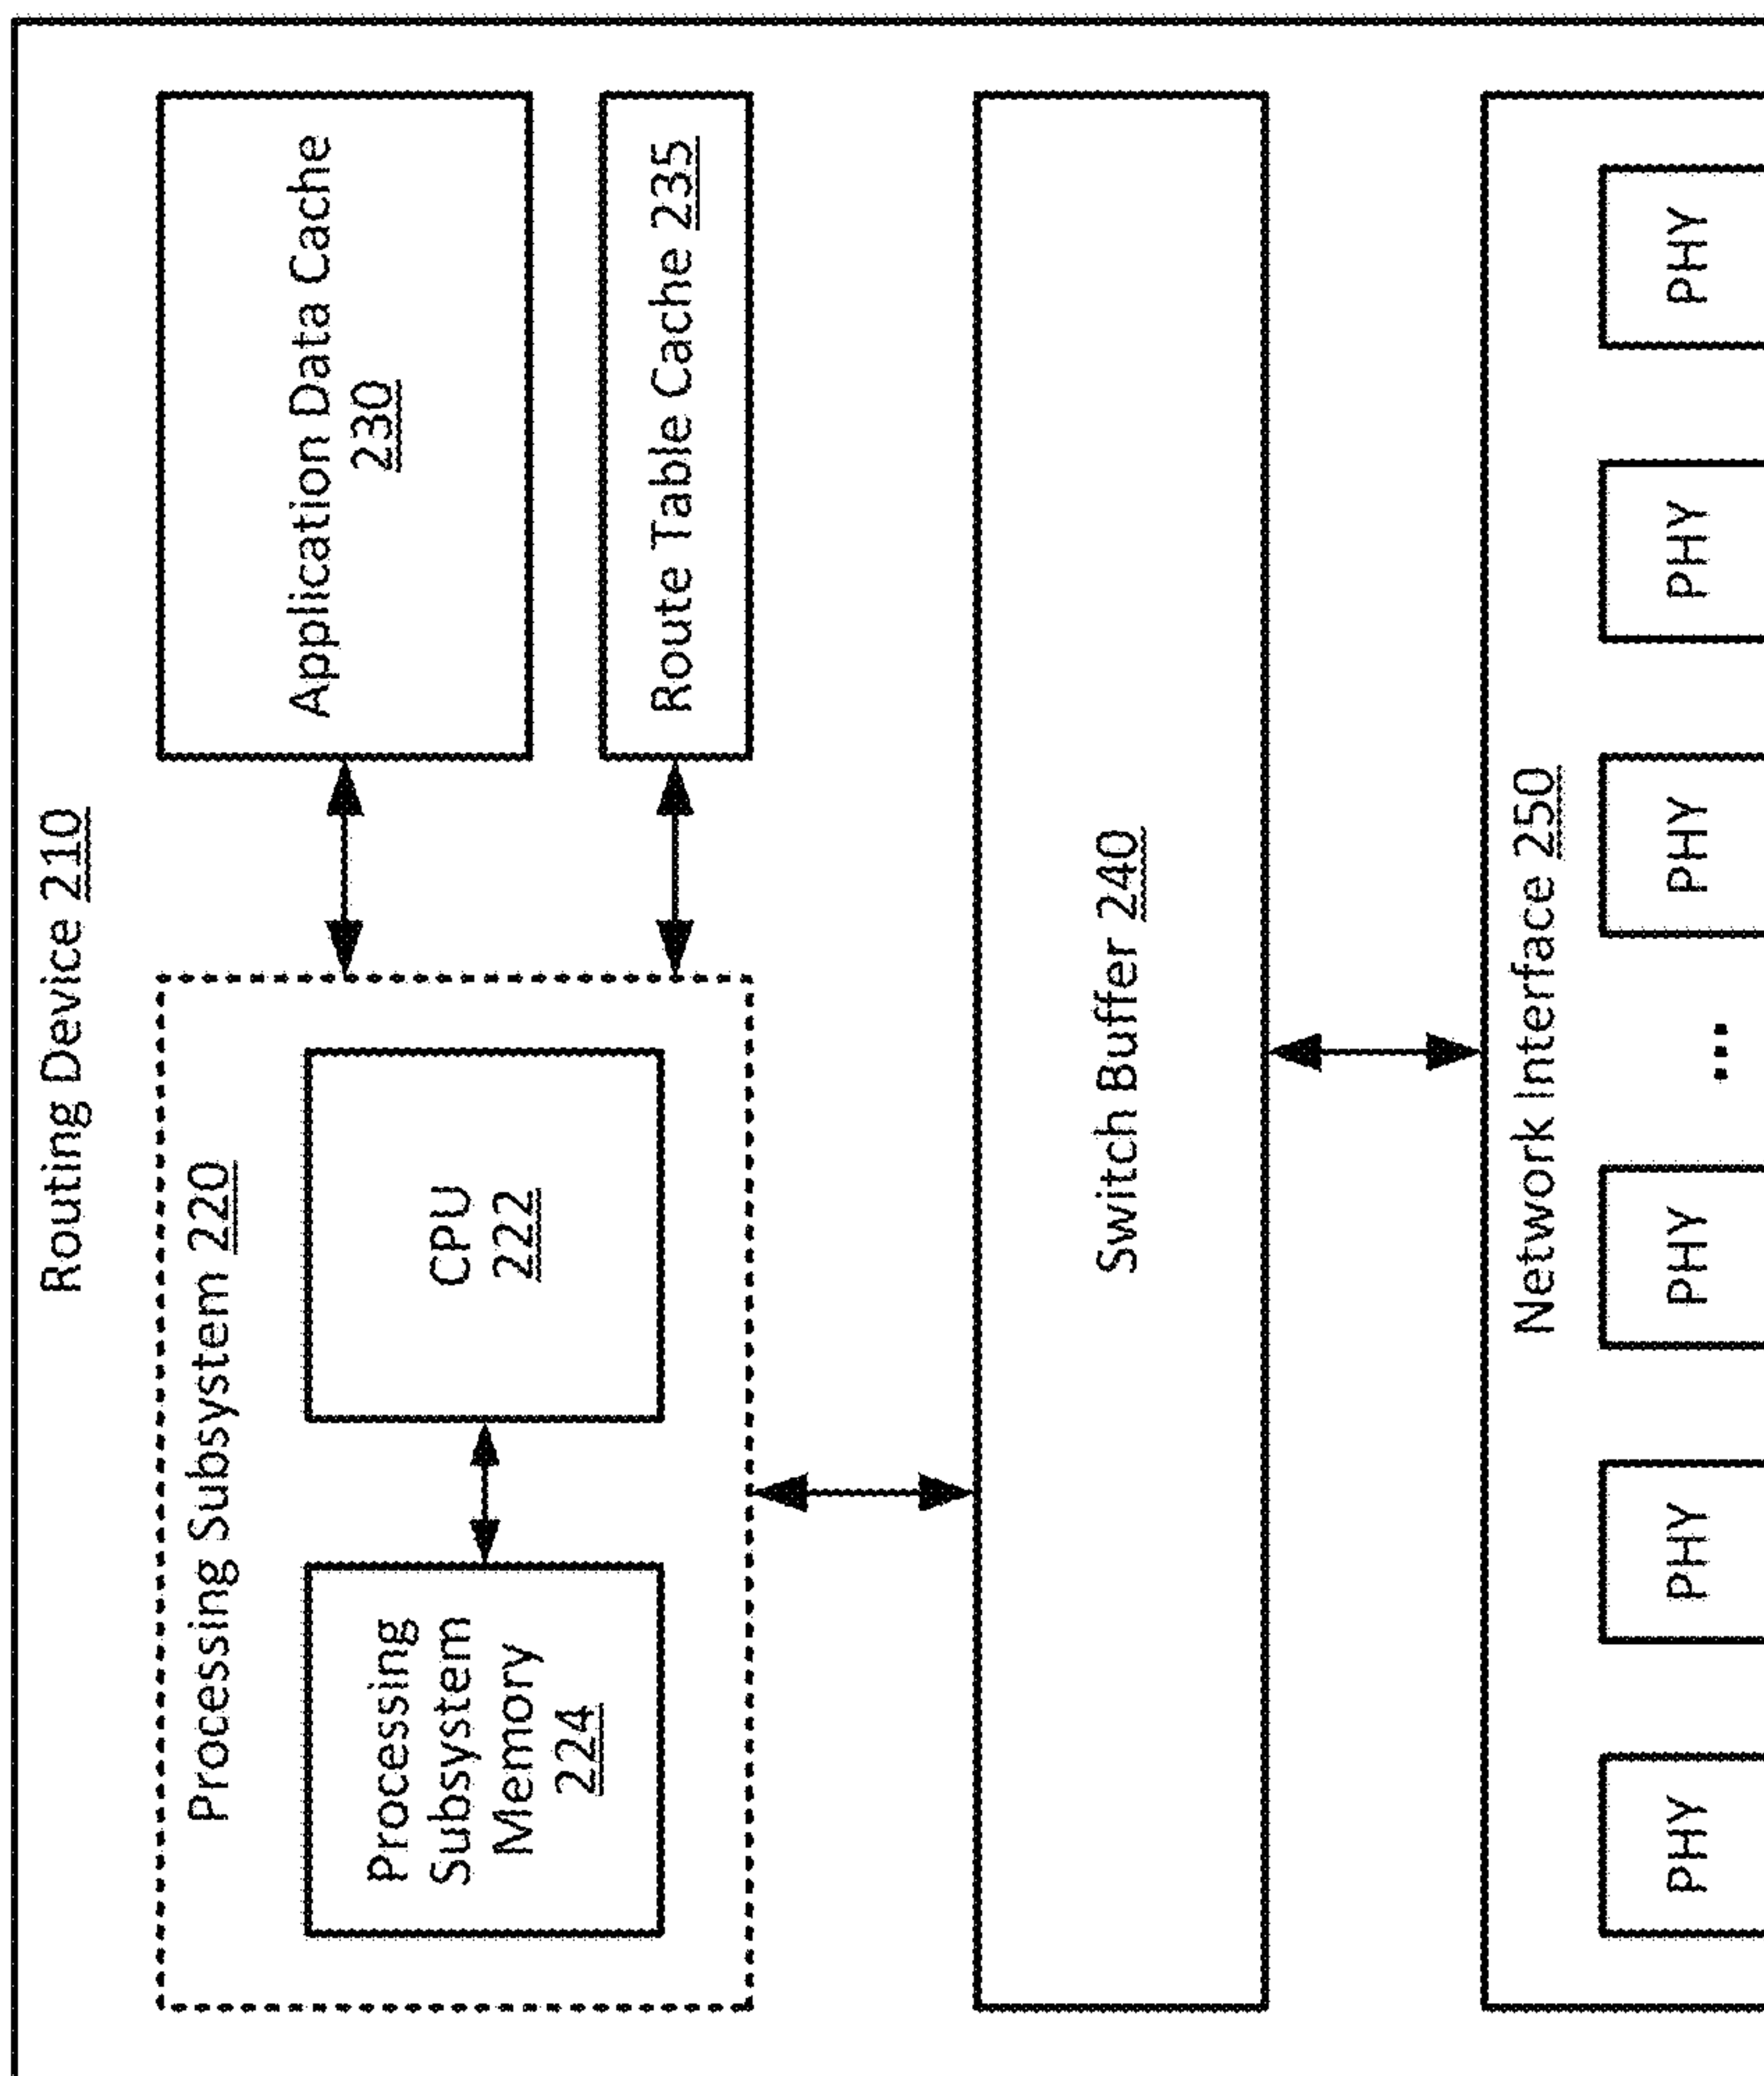 Routing Device 210
Processing Subsystem 220
Processing
Subsystem
Memory
224
CPU
222
Application Data Cache
230
Route Table Cache 235
Switch Buffer 240
Network Interface 250
PHY
PHY
PHY
...
PHY
PHY
PHY